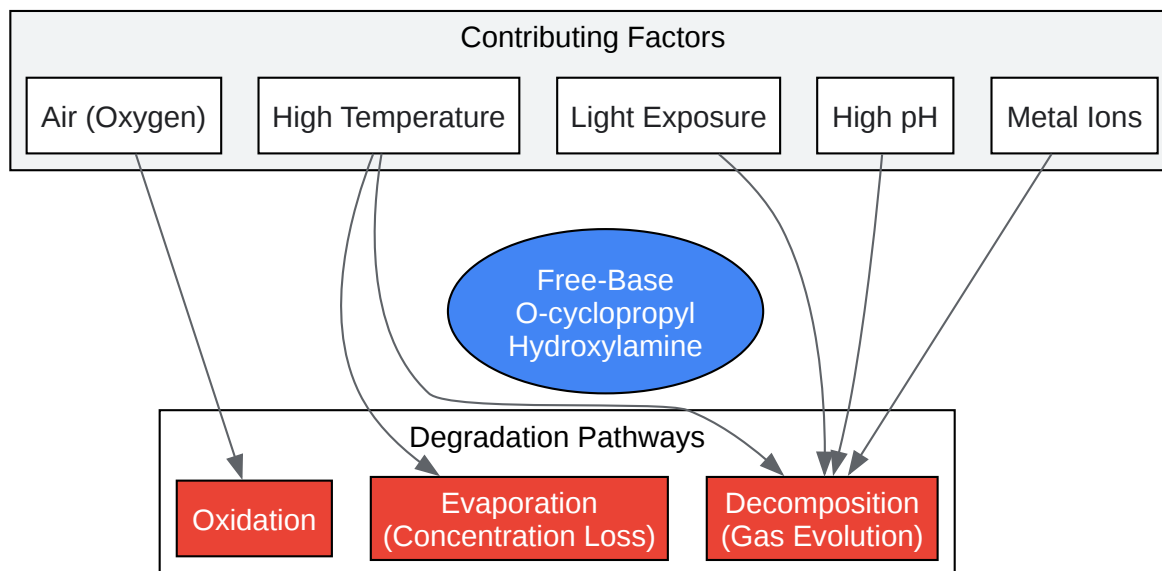 Contributing Factors
Air (Oxygen)
High Temperature
Light Exposure
High pH
Metal Ions
Free-Base
O-cyclopropyl
Hydroxylamine
Degradation Pathways
Oxidation
Evaporation
(Concentration Loss)
Decomposition
(Gas Evolution)